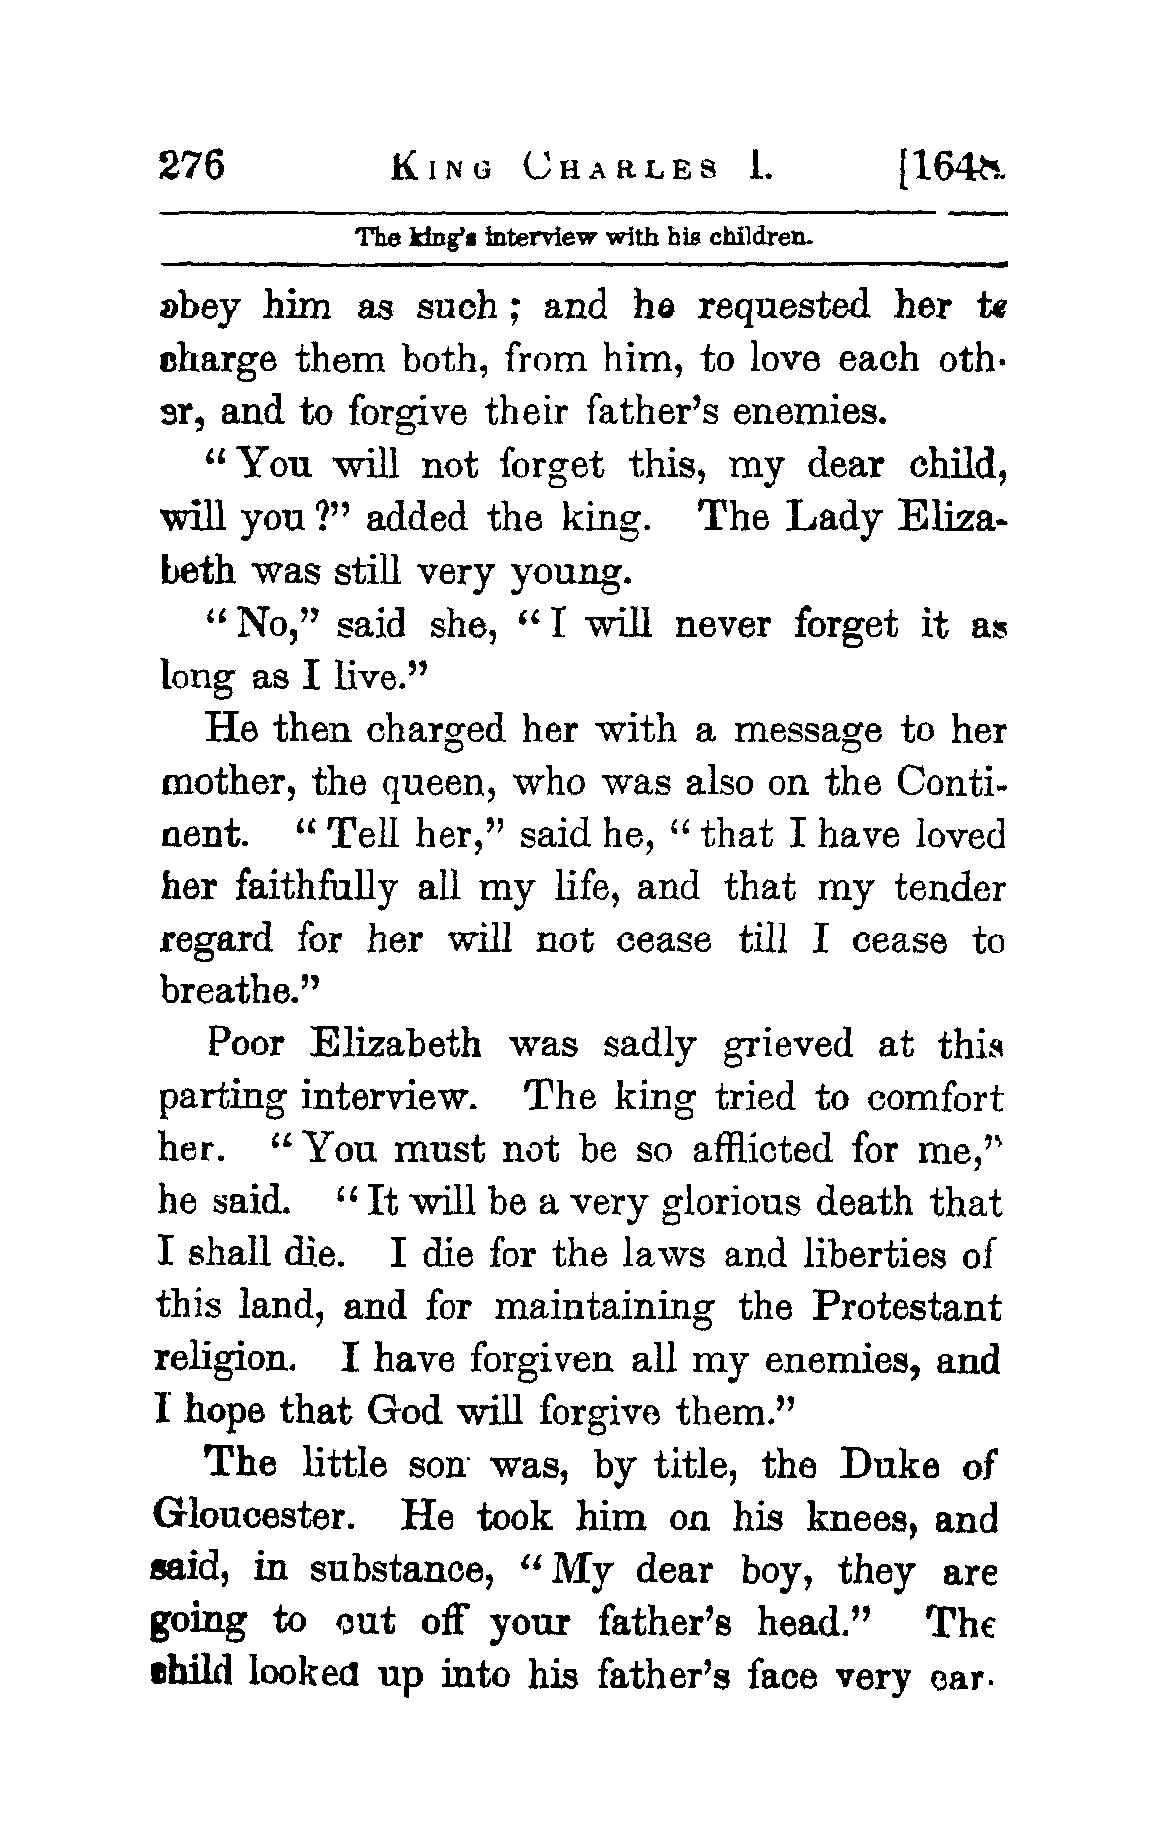 276 KING CHARLES I. [1648.
The king's interview with his children.
obey him as such; and he requested her to
charge them both, from him, to love each oth-
er, and to forgive their father's enemies.
"You will not forget this, my dear child,
will you?" added the king. The Lady Eliza-
beth was still very young.
"No," said she, "I will never forget it as
long as I live."
He then charged her with a message to her
mother, the queen, who was also on the Conti-
nent. "Tell her," said he, "that I have loved
her faithfully all my life, and that my tender
regard for her will not cease till I cease to
breathe."
Poor Elizabeth was sadly grieved at this
parting interview. The king tried to comfort
her. "You must not be so afflicted for me,"
he said. "It will be a very glorious death that
I shall die. I die for the laws and liberties of
this land, and for maintaining the Protestant
religion. I have forgiven all my enemies, and
I hope that God will forgive them."
The little son was, by title, the Duke of
Gloucester. He took him on his knees, and
said, in substance, "My dear boy, they are
going to cut off your father's head." The
child looked up into his father's face very ear-